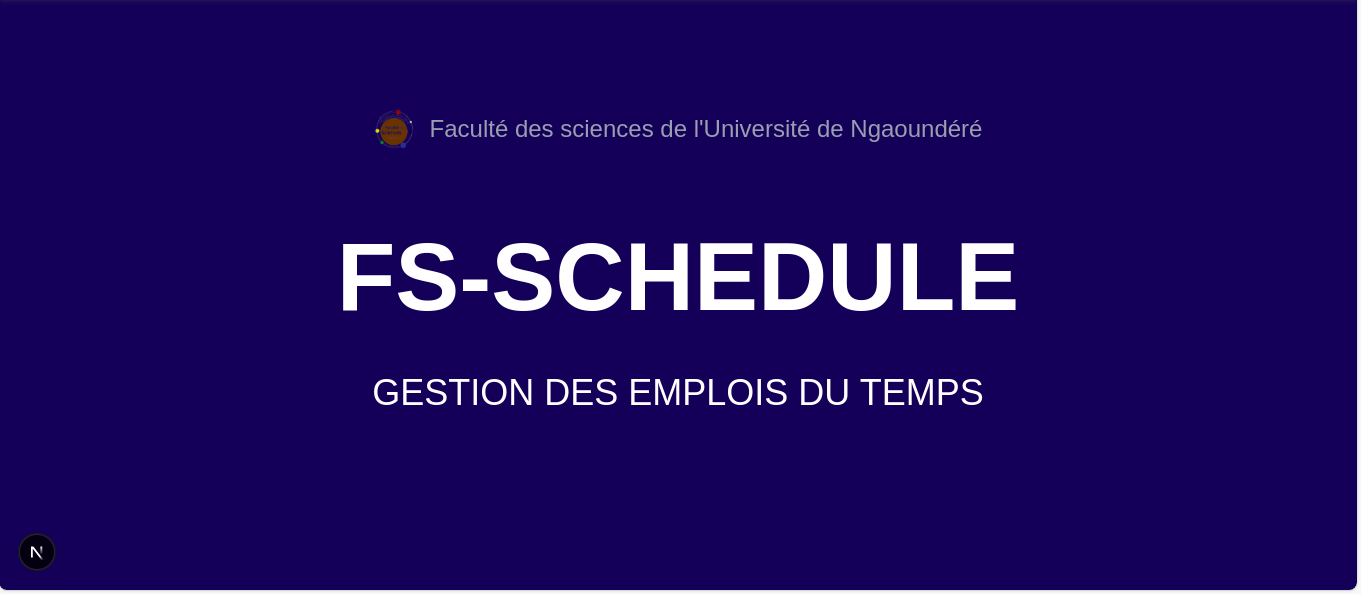 Faculté des sciences de l'Université de Ngaoundéré
FS-SCHEDULE
GESTION DES EMPLOIS DU TEMPS
N